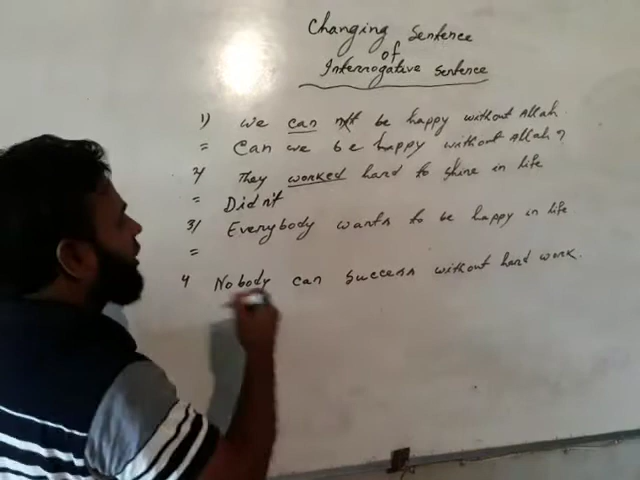 Changing Sentence
of
Interrogative Sentence
1) We can not be happy without Allah.
= Can we be happy without Allah?
2) They worked hard to shine in life
= Didn't
3) Everybody wants to be happy in life
=
4 Nobody can success without hard work.